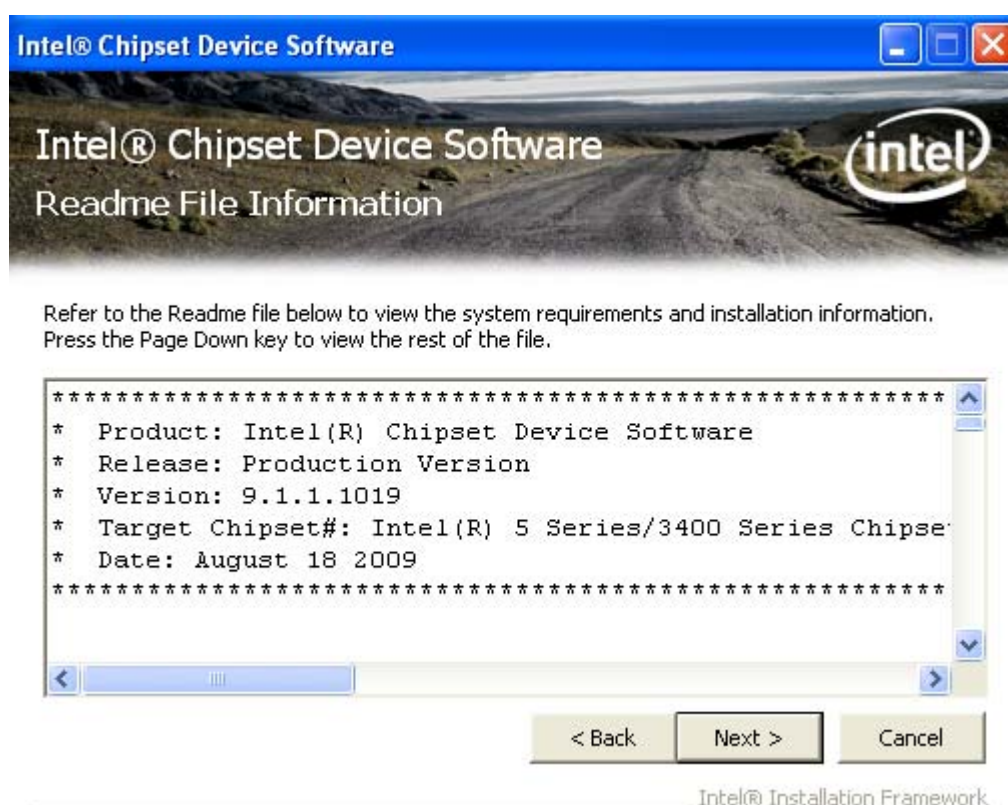 Intel® Chipset Device Software
Intel® Chipset Device Software
intel
Readme File Information
Refer to the Readme file below to view the system requirements and installation information.
Press the Page Down key to view the rest of the file.
********************************************************
* Product: Intel(R) Chipset Device Software
* Release: Production Version
* Version: 9.1.1.1019
* Target Chipset#: Intel(R) 5 Series/3400 Series Chipse
* Date: August 18 2009
********************************************************
< Back
Next >
Cancel
Intel® Installation Framework